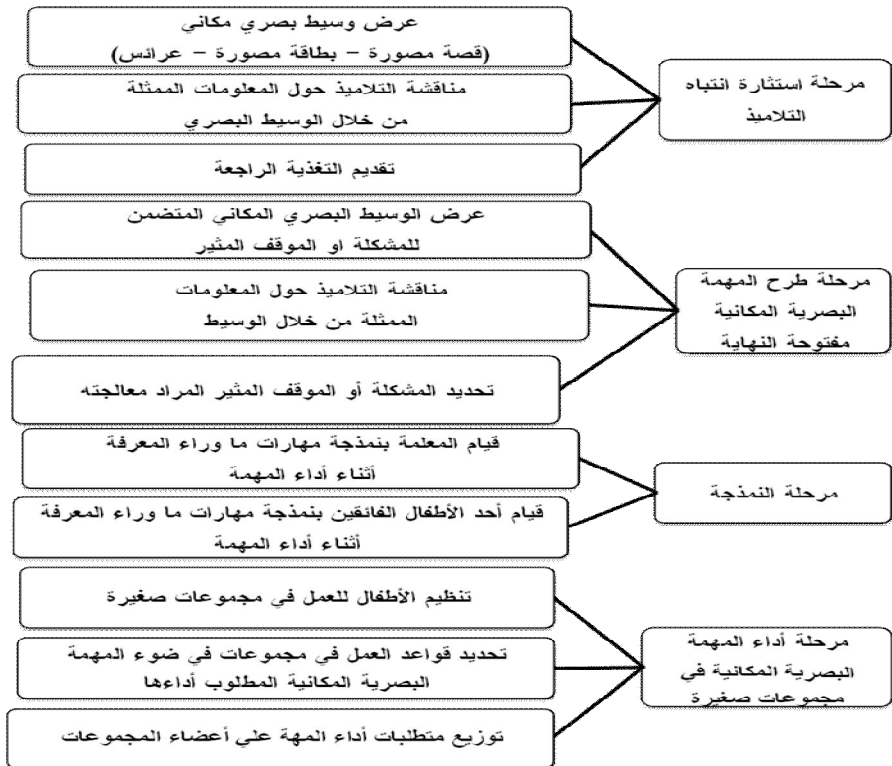 مرحلة استثارة انتباه
التلاميذ
عرض وسيط بصري مكاني
(قصة مصورة – بطاقة مصورة – عرائس)
مناقشة التلاميذ حول المعلومات الممثلة
من خلال الوسيط البصري
تقديم التغذية الراجعة
مرحلة طرح المهمة
البصرية المكانية
مفتوحة النهاية
عرض الوسيط البصري المكاني المتضمن
للمشكلة او الموقف المثير
مناقشة التلاميذ حول المعلومات
الممثلة من خلال الوسيط
تحديد المشكلة أو الموقف المثير المراد معالجته
مرحلة النمذجة
قيام المعلمة بنمذجة مهارات ما وراء المعرفة
أثناء أداء المهمة
قيام أحد الأطفال الفائقين بنمذجة مهارات ما وراء المعرفة
أثناء أداء المهمة
مرحلة أداء المهمة
البصرية المكانية في
مجموعات صغيرة
تنظيم الأطفال للعمل في مجموعات صغيرة
تحديد قواعد العمل في مجموعات في ضوء المهمة
البصرية المكانية المطلوب أداءها
توزيع متطلبات أداء المهة علي أعضاء المجموعات